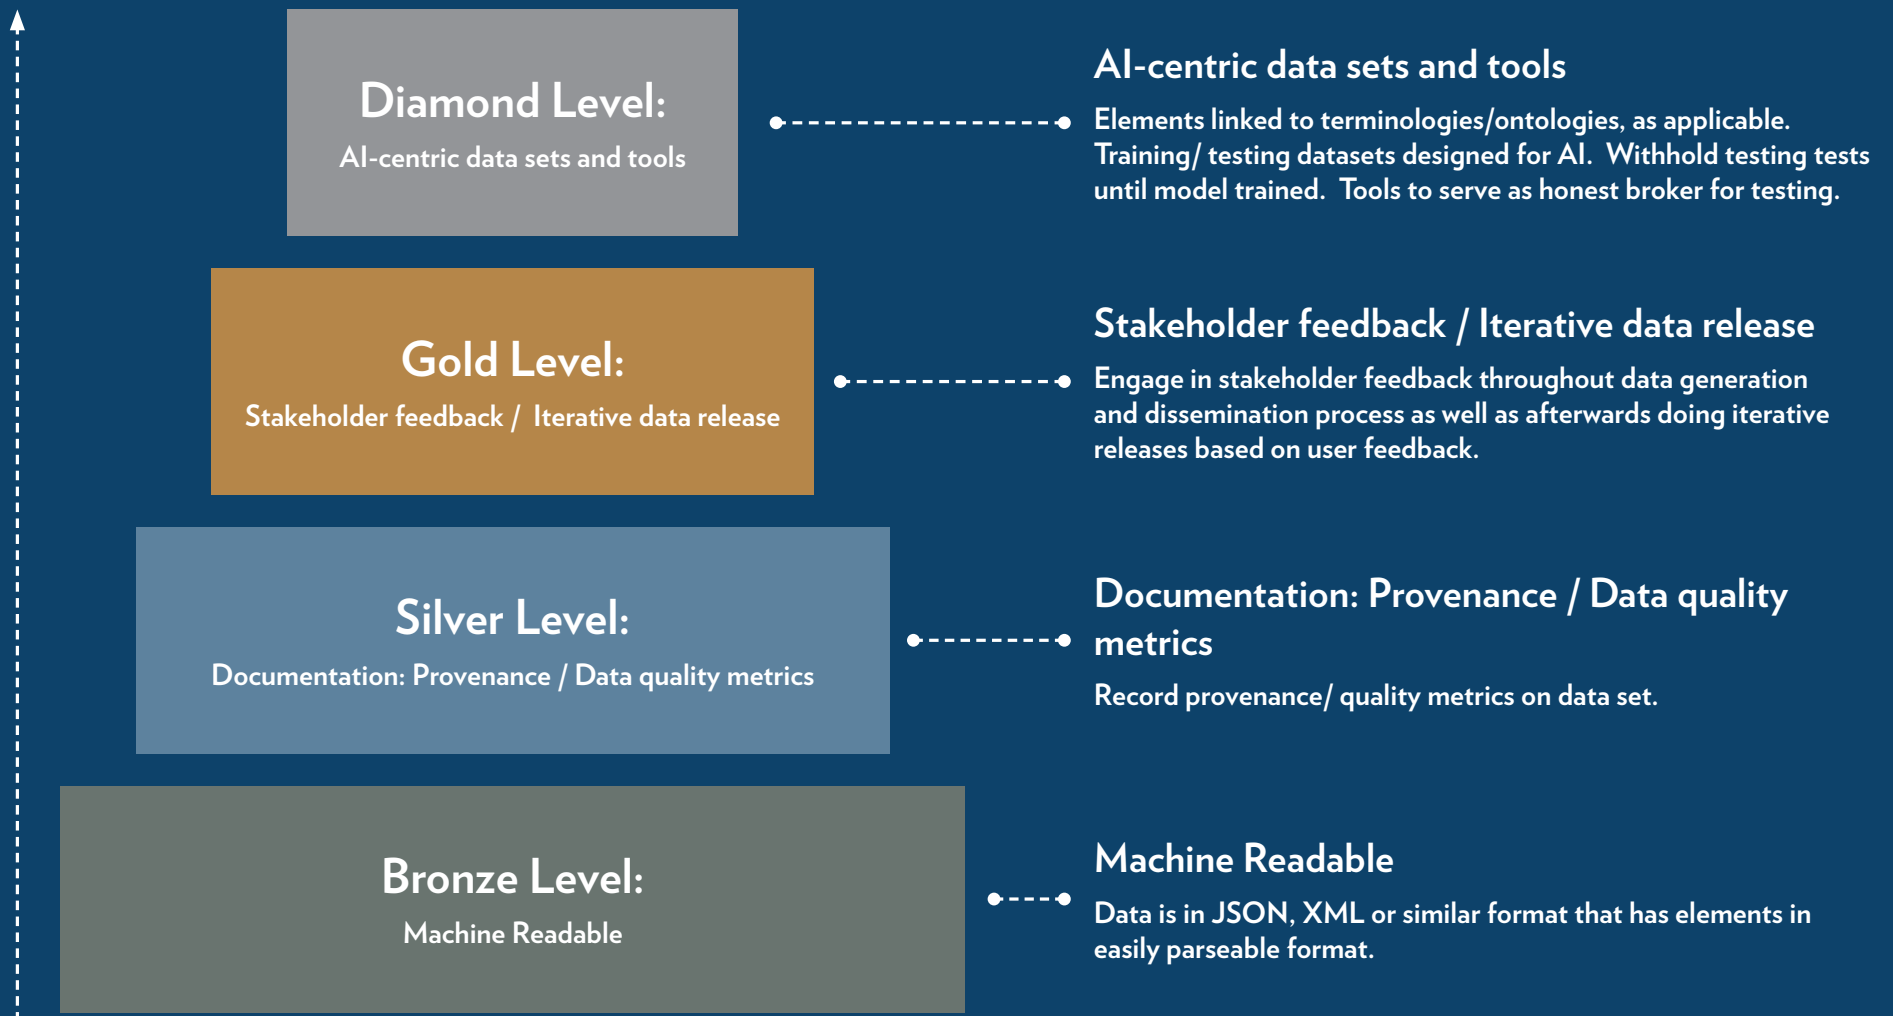 Diamond Level:
AI-centric data sets and tools
AI-centric data sets and tools
Elements linked to terminologies/ontologies, as applicable.
Training/ testing datasets designed for AI.  Withhold testing tests
until model trained.  Tools to serve as honest broker for testing.
Gold Level:
Stakeholder feedback /  Iterative data release
Stakeholder feedback / Iterative data release
Engage in stakeholder feedback throughout data generation
and dissemination process as well as afterwards doing iterative
releases based on user feedback.
Silver Level:
Documentation: Provenance / Data quality metrics
Documentation: Provenance / Data quality
metrics
Record provenance/ quality metrics on data set.
Bronze Level:
Machine Readable
Machine Readable
Data is in JSON, XML or similar format that has elements in
easily parseable format.